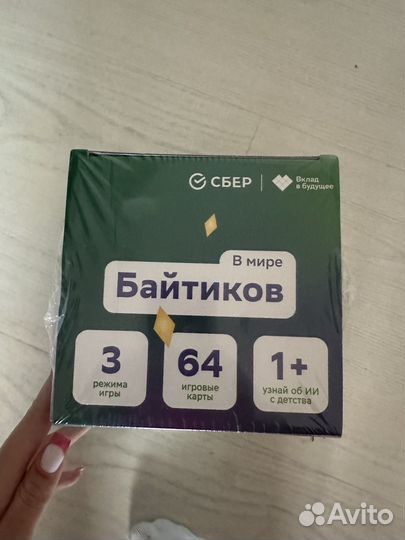 СБЕР
Вклад
в будущее
В мире
Байтиков
3
режима
игры
64
игровые
карты
1+
узнай об ИИ
с детства
Avito